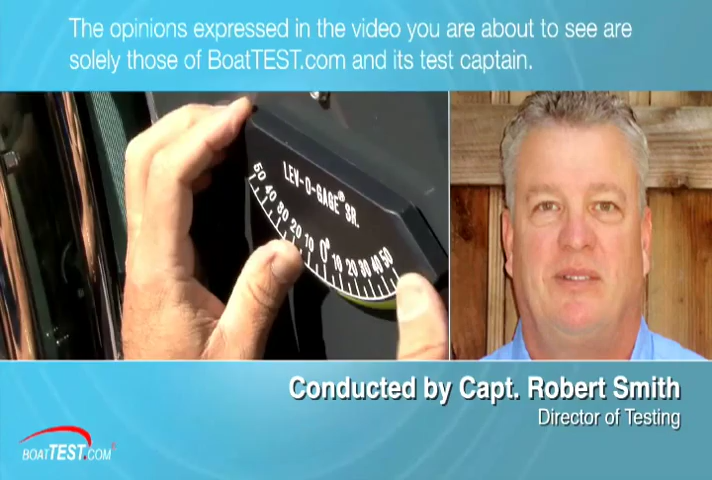 The opinions expressed in the video you are about to see are
solely those of BoatTEST.com and its test captain.
LEV-O-GAGE® SR.
50 40 30 20 10 0° 10 20 30 40 50
Conducted by Capt. Robert Smith
Director of Testing
BOATTEST.COM